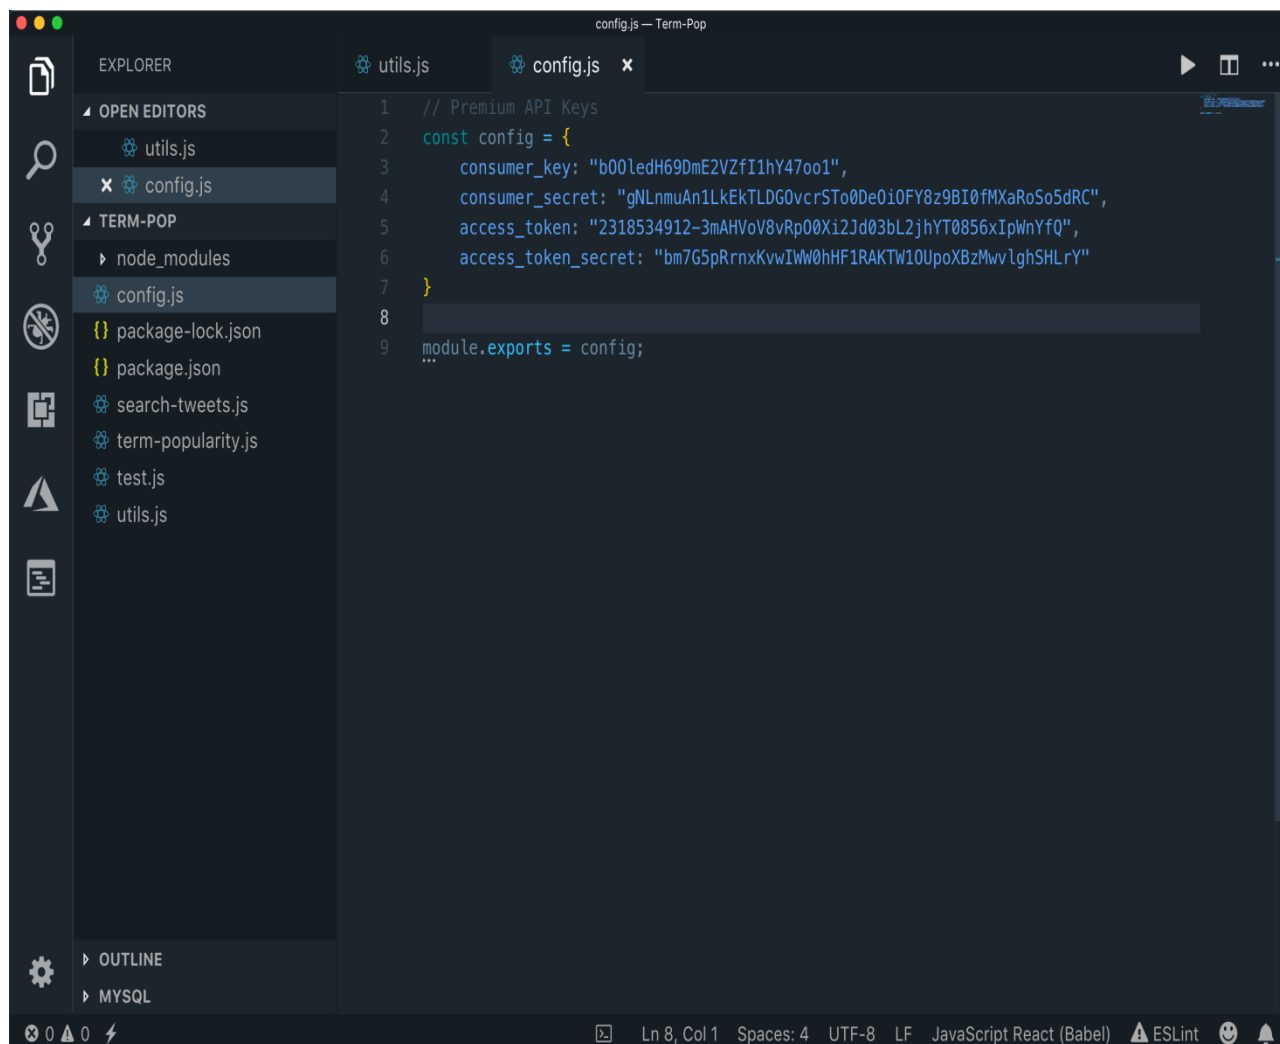 config.js — Term-Pop
EXPLORER
utils.js
config.js
OPEN EDITORS
utils.js
config.js
TERM-POP
node_modules
config.js
package-lock.json
package.json
search-tweets.js
term-popularity.js
test.js
utils.js
OUTLINE
MYSQL
1 // Premium API Keys
2 const config = {
3 consumer_key: "bOOledH69DmE2VZfI1hY47oo1",
4 consumer_secret: "gNLnmuAn1LkEkTLDGOvcrSTo0DeOiOFY8z9BI0fMXaRoSo5dRC",
5 access_token: "2318534912-3mAHVoV8vRpO0Xi2Jd03bL2jhYT0856xIpWnYfQ",
6 access_token_secret: "bm7G5pRrnxKvwIWW0hHF1RAKTW1OUpoXBzMwvlghSHLrY"
7 }
8
9 module.exports = config;
0 0 Ln 8, Col 1 Spaces: 4 UTF-8 LF JavaScript React (Babel) ESLint